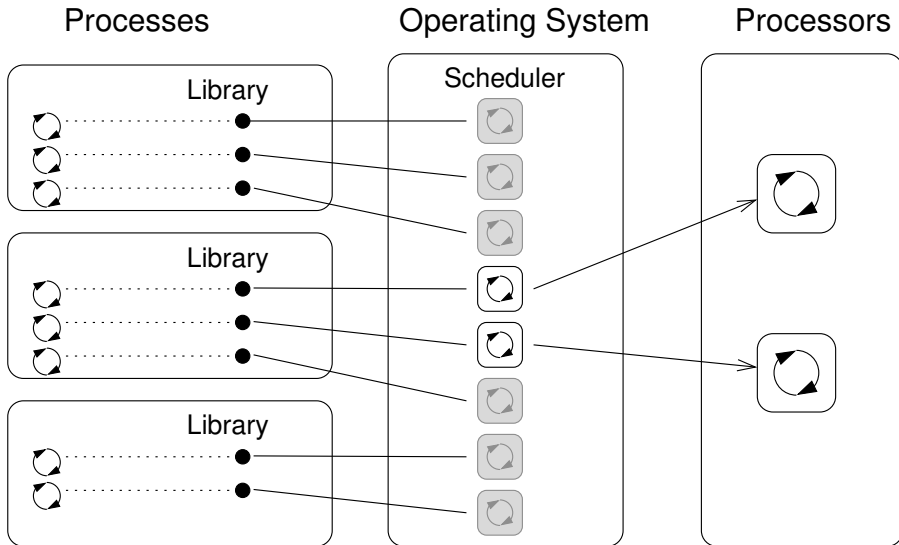 Processes
Operating System
Processors
Library
Scheduler
Library
Library